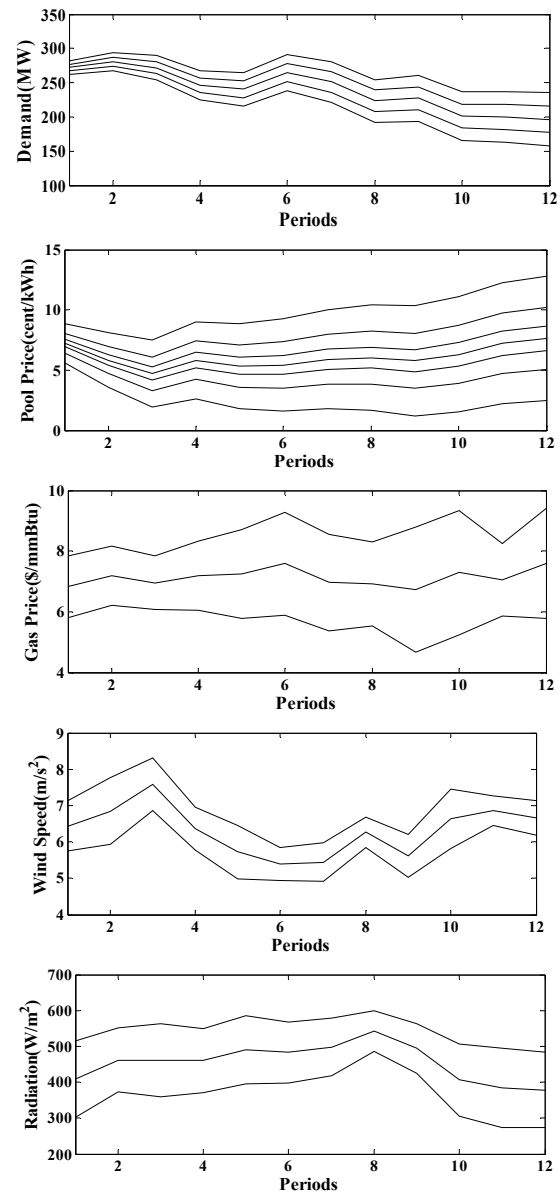 350
300
250
200
150
100
Demand(MW)
2 4 6 8 10 12
Periods
15
10
5
0
Pool Price(cent/kWh)
2 4 6 8 10 12
Periods
10
8
6
4
Gas Price($/mmBtu)
2 4 6 8 10 12
Periods
9
8
7
6
5
4
Wind Speed(m/s²)
2 4 6 8 10 12
Periods
700
600
500
400
300
200
Radiation(W/m²)
2 4 6 8 10 12
Periods